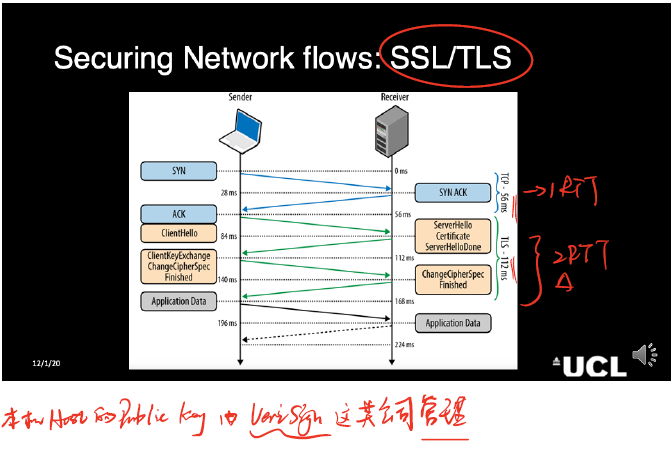 Securing Network flows: SSL/TLS
Sender
Receiver
SYN
0 ms
28 ms
SYN ACK
TCP - 56 ms
→1RTT
ACK
56 ms
ClientHello
84 ms
ServerHello
Certificate
ServerHelloDone
TLS - 112 ms
2RTT
Δ
ClientKeyExchange
ChangeCipherSpec
Finished
112 ms
140 ms
ChangeCipherSpec
Finished
Application Data
168 ms
196 ms
Application Data
224 ms
12/1/20
UCL
Host的Public Key 由 VeriSign 这类公司管理